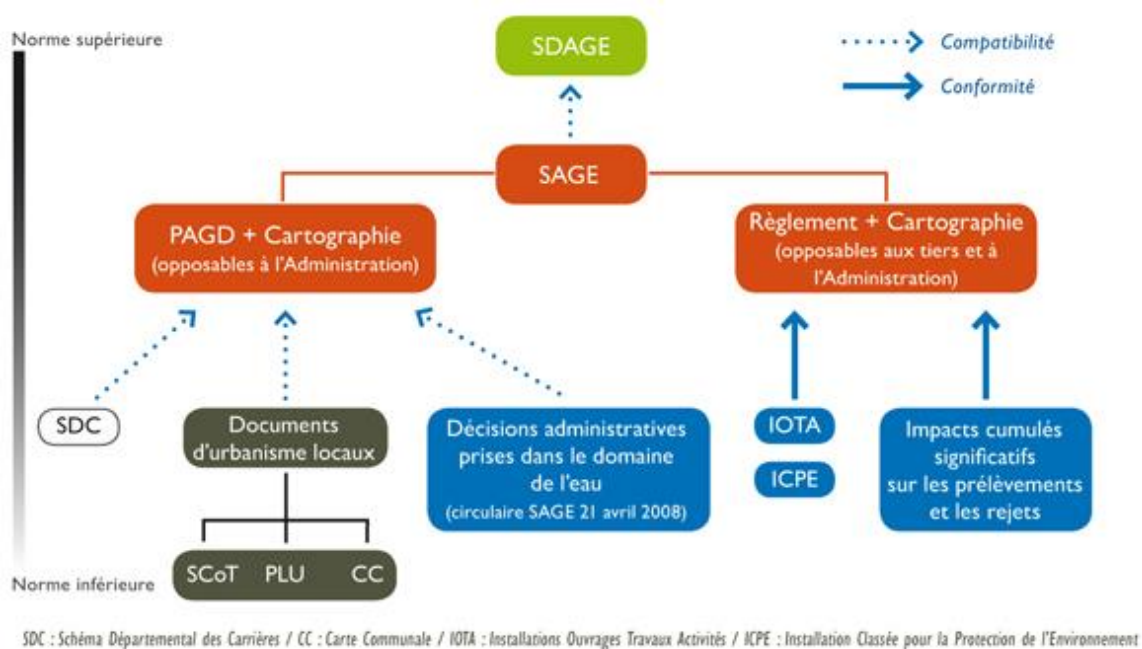 Norme supérieure
SDAGE
Compatibilité
Conformité
SAGE
PAGD + Cartographie
(opposables à l'Administration)
Règlement + Cartographie
(opposables aux tiers et à
l'Administration)
SDC
Documents
d'urbanisme locaux
Décisions administratives
prises dans le domaine
de l'eau
(circulaire SAGE 21 avril 2008)
IOTA
ICPE
Impacts cumulés
significatifs
sur les prélèvements
et les rejets
SCoT PLU CC
Norme inférieure
SDC : Schéma Départemental des Carrières / CC : Carte Communale / IOTA : Installations Ouvrages Travaux Activités / ICPE : Installation Classée pour la Protection de l'Environnement